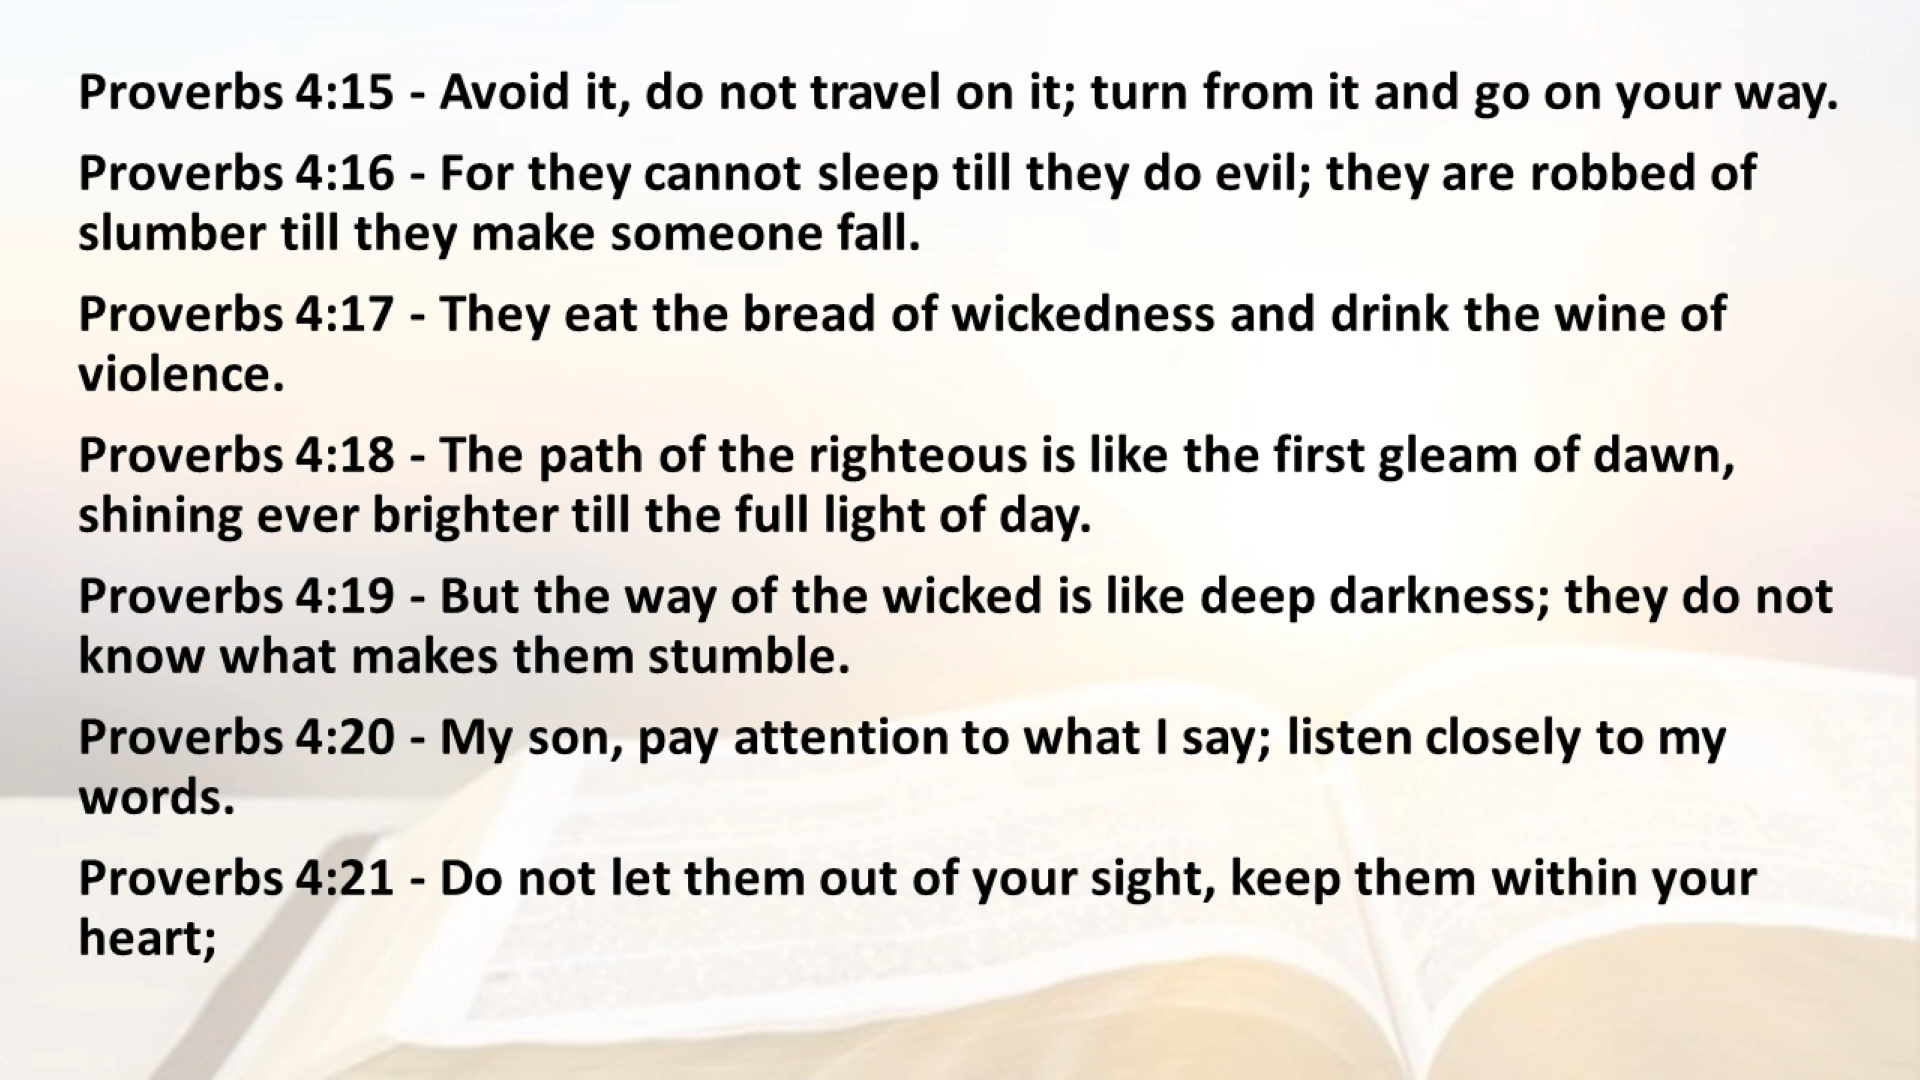 Proverbs 4:15 - Avoid it, do not travel on it; turn from it and go on your way.
Proverbs 4:16 - For they cannot sleep till they do evil; they are robbed of
slumber till they make someone fall.
Proverbs 4:17 - They eat the bread of wickedness and drink the wine of
violence.
Proverbs 4:18 - The path of the righteous is like the first gleam of dawn,
shining ever brighter till the full light of day.
Proverbs 4:19 - But the way of the wicked is like deep darkness; they do not
know what makes them stumble.
Proverbs 4:20 - My son, pay attention to what I say; listen closely to my
words.
Proverbs 4:21 - Do not let them out of your sight, keep them within your
heart;